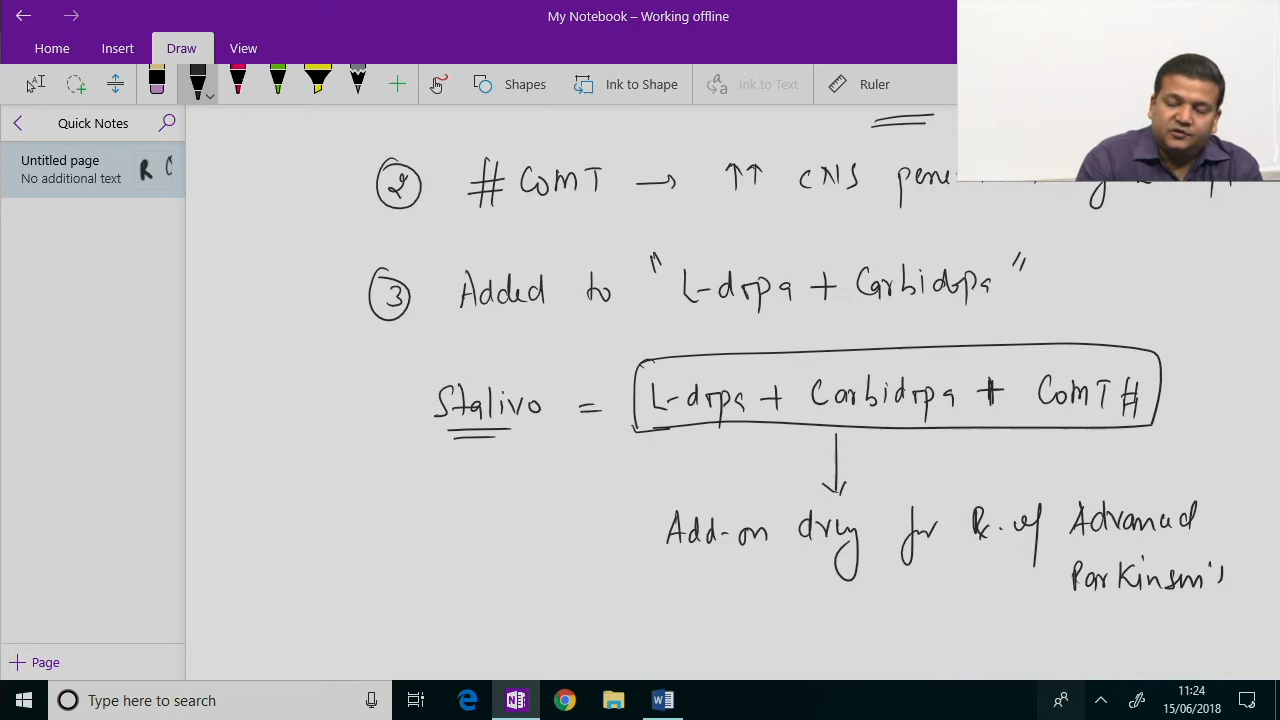 My Notebook – Working offline
Home Insert Draw View
Shapes Ink to Shape Ink to Text Ruler
Quick Notes
Untitled page
No additional text
② # COMT → ↑↑ CNS
③ Added to "L-dopa + Carbidopa"
Stalivo = L-dopa + Carbidopa + COMT #
↓
Add-on drug for Rx. of Advanced
Parkinson's
+ Page
Type here to search
11:24
15/06/2018